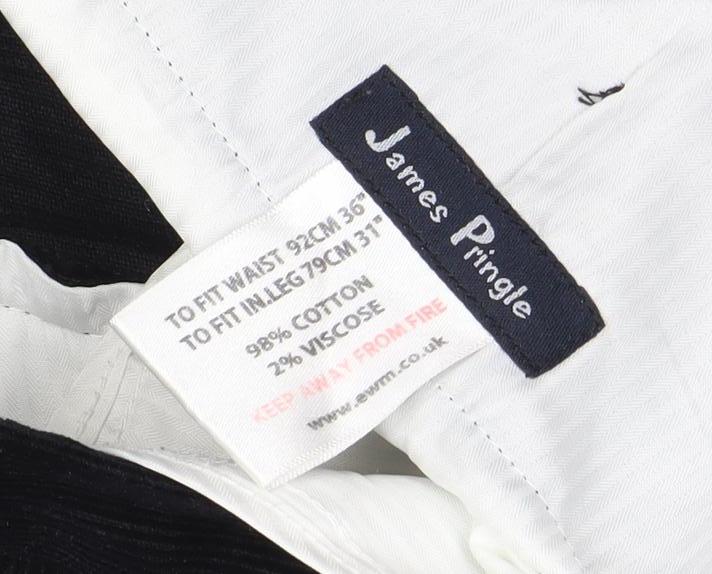 James Pringle
TO FIT WAIST 92CM 36"
TO FIT IN.LEG 79CM 31"
98% COTTON
2% VISCOSE
KEEP AWAY FROM FIRE
www.ewm.co.uk